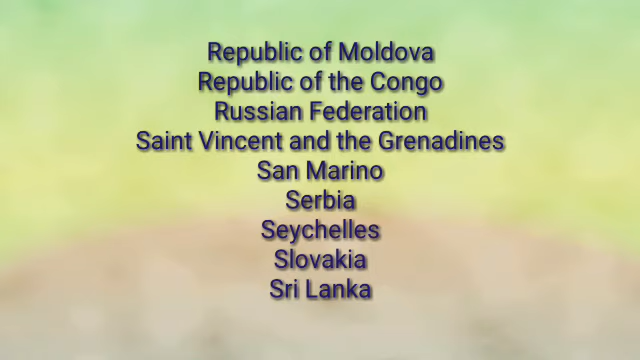 Republic of Moldova
Republic of the Congo
Russian Federation
Saint Vincent and the Grenadines
San Marino
Serbia
Seychelles
Slovakia
Sri Lanka